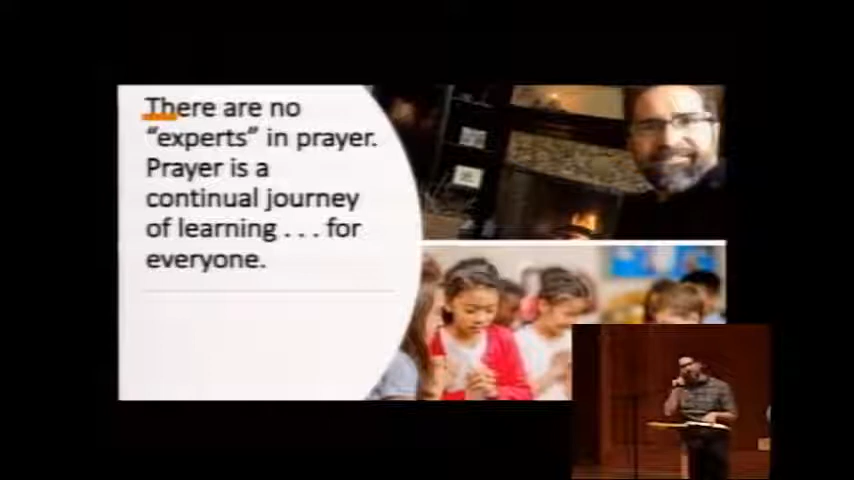 There are no
“experts” in prayer.
Prayer is a
continual journey
of learning . . . for
everyone.